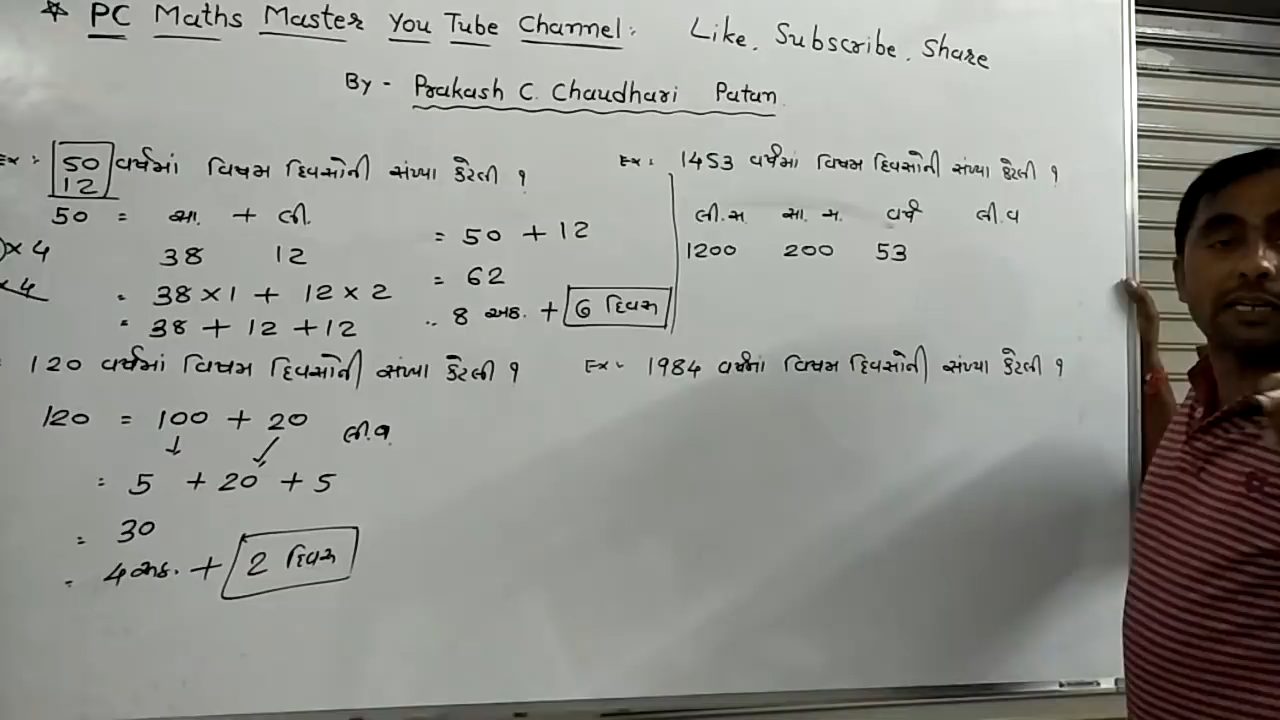 ☆ PC Maths Master You Tube Channel: Like. Subscribe. Share
By - Prakash C. Chaudhari Patan
Ex:- 50 વર્ષમાં વિષમ દિવસોની સંખ્યા કેટલી ?
12
50 = સા. + લી.
38 12
× 4
= 38 × 1 + 12 × 2
= 38 + 12 + 12
= 50 + 12
= 62
8 અઠ. + 6 દિવસ
120 વર્ષમાં વિષમ દિવસોની સંખ્યા કેટલી ?
120 = 100 + 20 લી.વ.
= 5 + 20 + 5
= 30
= 4 અઠ. + 2 દિવસ
Ex:- 1453 વર્ષમાં વિષમ દિવસોની સંખ્યા કેટલી ?
લી.સ સા. સ. વર્ષ લી.વ
1200 200 53
Ex:- 1984 વર્ષમાં વિષમ દિવસોની સંખ્યા કેટલી ?